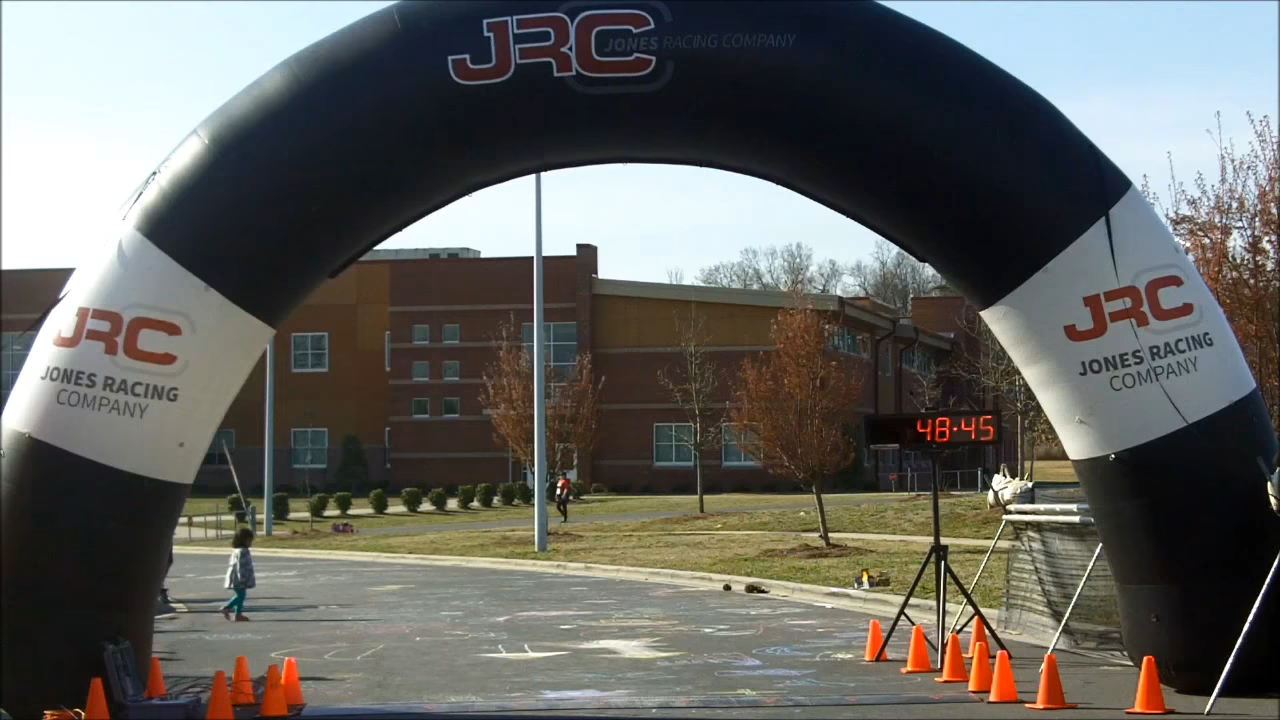 JRC
JONES RACING COMPANY
JRC
JONES RACING
COMPANY
JRC
JONES RACING
COMPANY
48:45